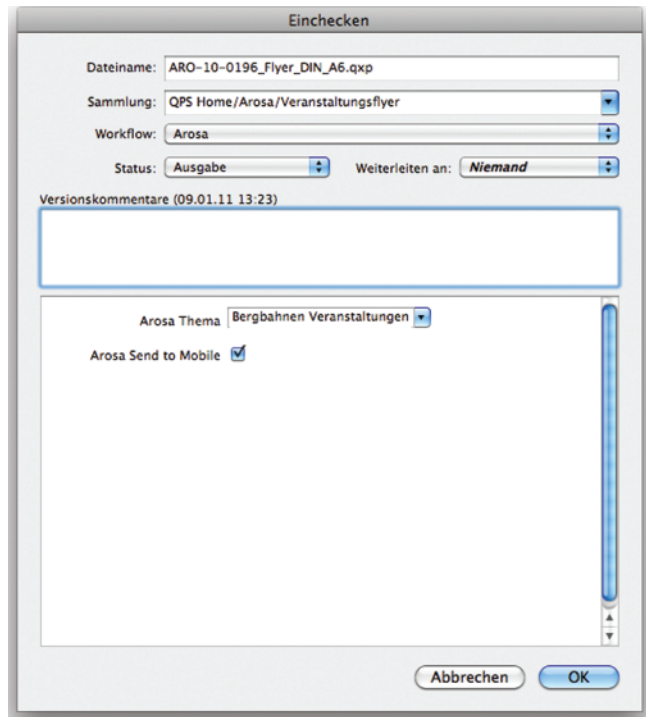 Einchecken
Dateiname: ARO-10-0196_Flyer_DIN_A6.qxp
Sammlung: QPS Home/Arosa/Veranstaltungsflyer
Workflow: Arosa
Status: Ausgabe Weiterleiten an: Niemand
Versionskommentare (09.01.11 13:23)
Arosa Thema Bergbahnen Veranstaltungen
Arosa Send to Mobile
Abbrechen OK